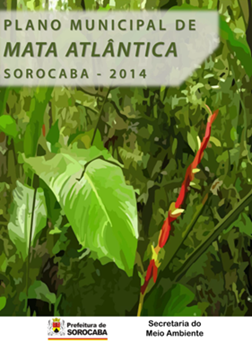 PLANO MUNICIPAL DE
MATA ATLÂNTICA
SOROCABA - 2014
Prefeitura de
SOROCABA
Secretaria do
Meio Ambiente